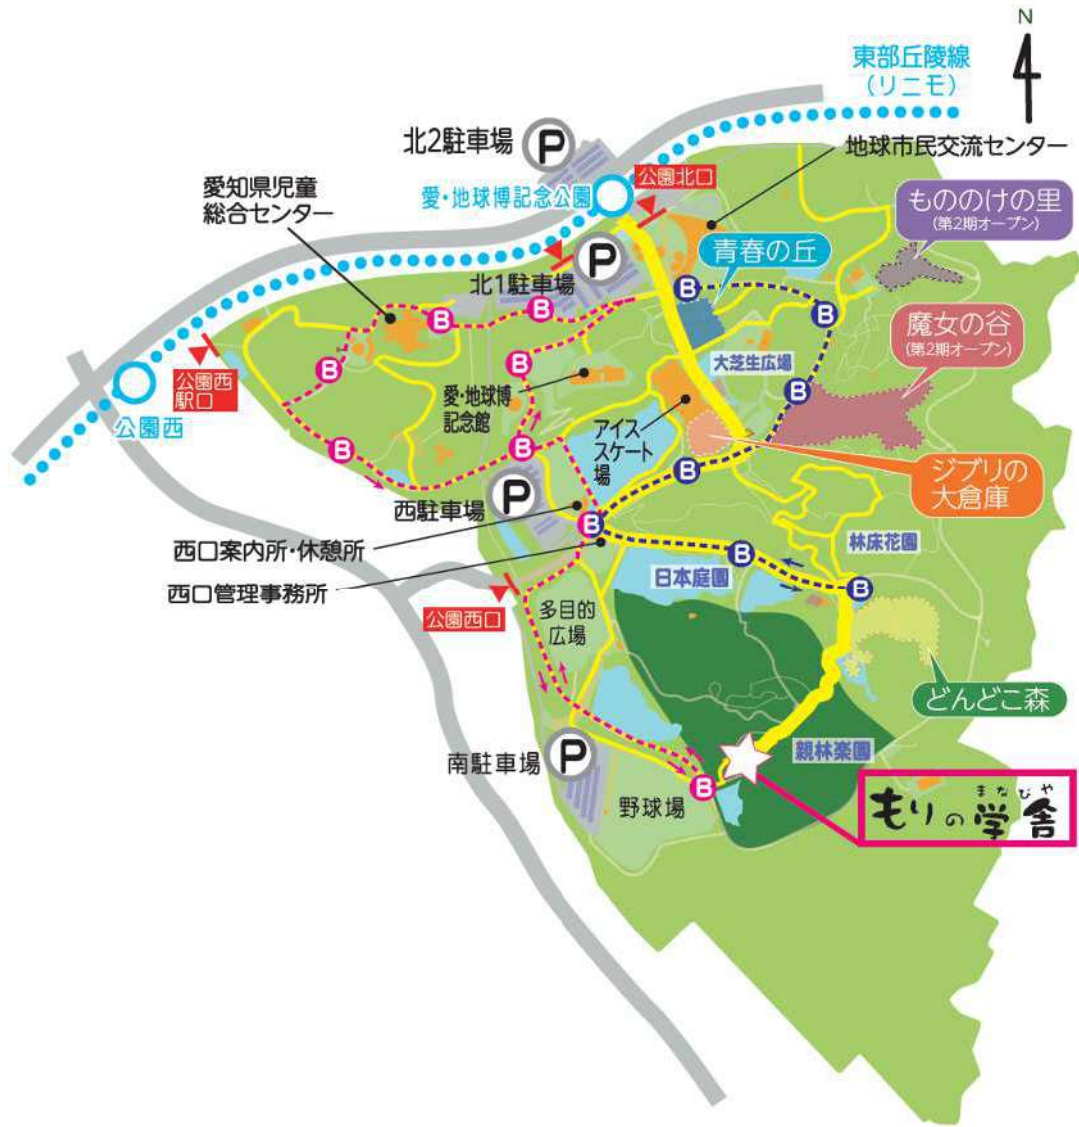 N
東部丘陵線
(リニモ)
北2駐車場
P
地球市民交流センター
愛知県児童
総合センター
愛・地球博記念公園
公園北口
もののけの里
(第2期オープン)
青春の丘
北1駐車場
P
B
B
B
B
魔女の谷
(第2期オープン)
大芝生広場
B
B
公園西
駅口
公園西
愛・地球博
記念館
アイス
スケート
場
B
B
B
ジブリの
大倉庫
西駐車場
P
B
西口案内所・休憩所
西口管理事務所
B
林床花園
日本庭園
B
公園西口
多目的
広場
どんどこ森
南駐車場
P
親林楽園
B
野球場
まなびや
もりの学舎